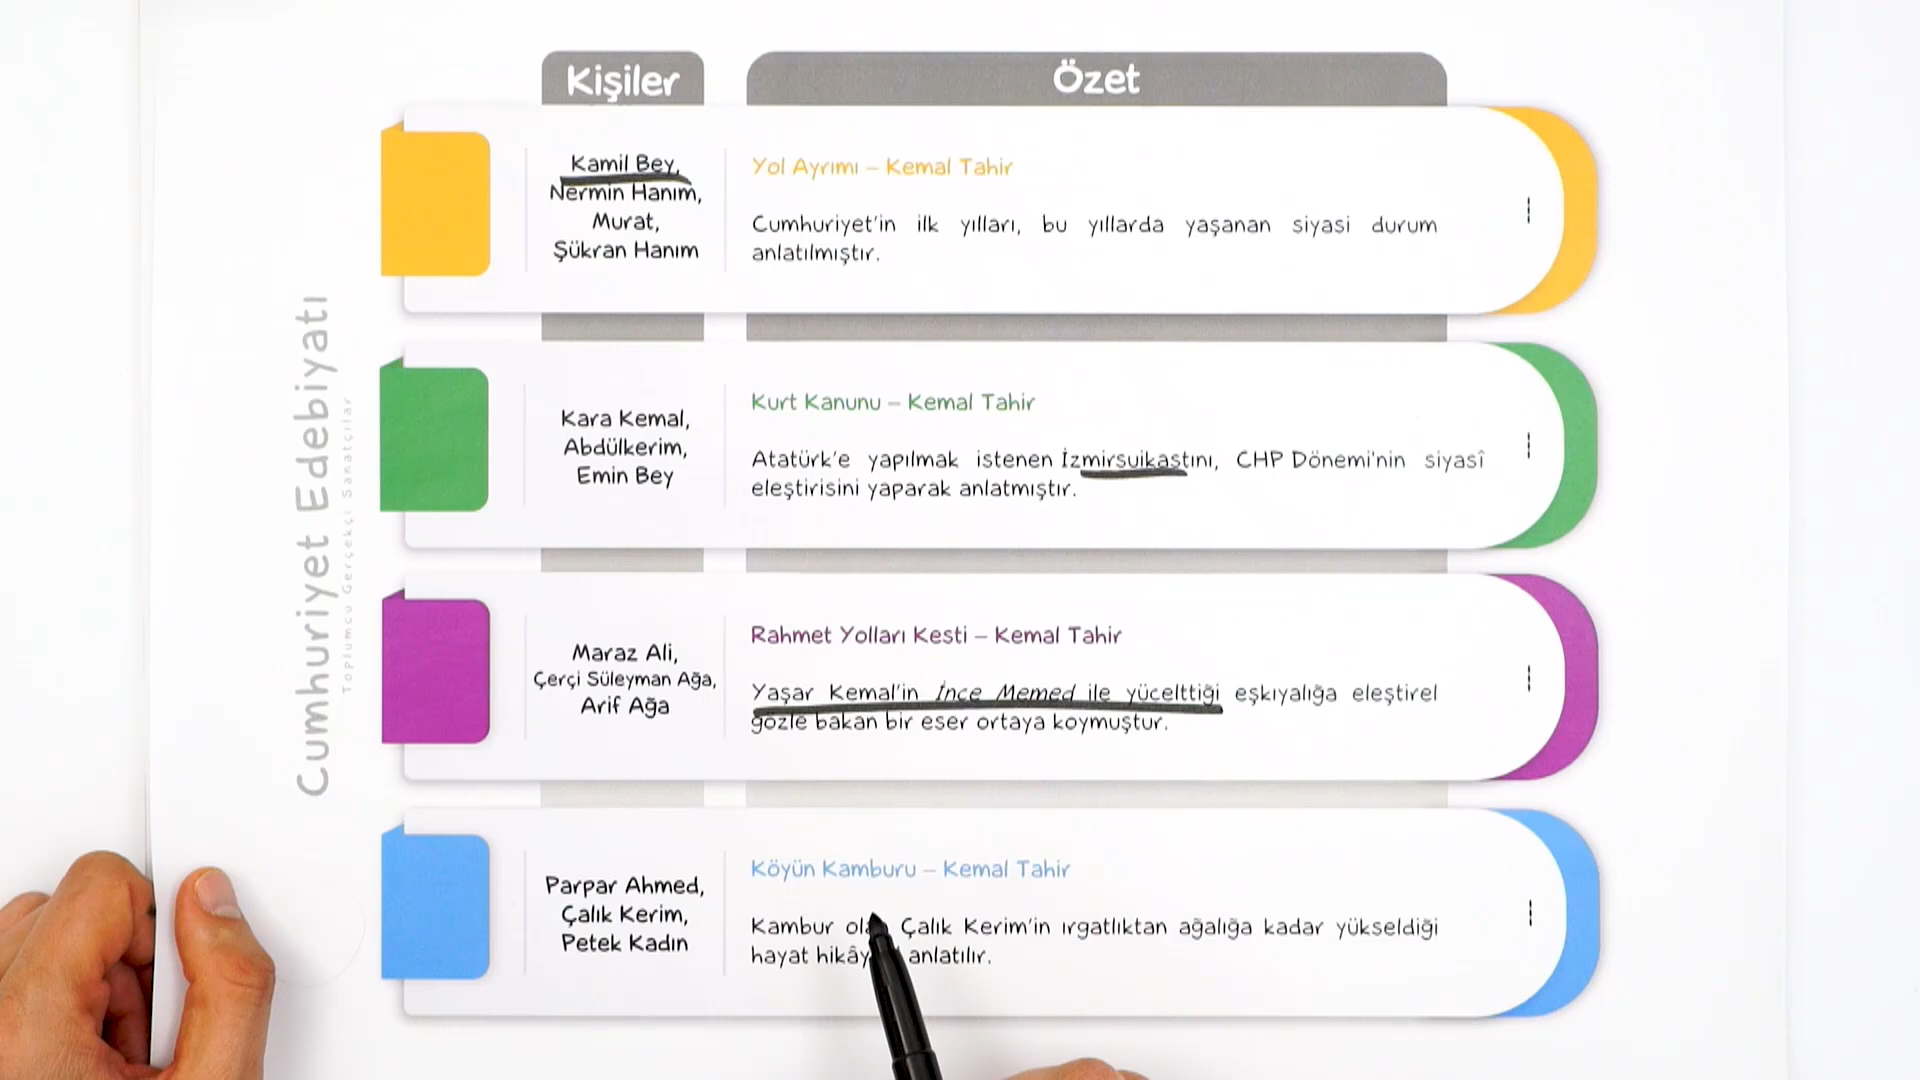 Kişiler
Özet
Kamil Bey,
Nermin Hanım,
Murat,
Şükran Hanım
Yol Ayrımı – Kemal Tahir
Cumhuriyet'in ilk yılları, bu yıllarda yaşanan siyasi durum
anlatılmıştır.
Kara Kemal,
Abdülkerim,
Emin Bey
Kurt Kanunu – Kemal Tahir
Atatürk'e yapılmak istenen İzmirsuikastını, CHP Dönemi'nin siyasî
eleştirisini yaparak anlatmıştır.
Maraz Ali,
Çerçi Süleyman Ağa,
Arif Ağa
Rahmet Yolları Kesti – Kemal Tahir
Yaşar Kemal'in İnce Memed ile yücelttiği eşkıyalığa eleştirel
gözle bakan bir eser ortaya koymuştur.
Parpar Ahmed,
Çalık Kerim,
Petek Kadın
Köyün Kamburu – Kemal Tahir
Kambur Çalık Kerim'in ırgatlıktan ağalığa kadar yükseldiği
hayat anlatılır.
Cumhuriyet Edebiyatı
Toplumcu Gerçekçi Sanatçılar